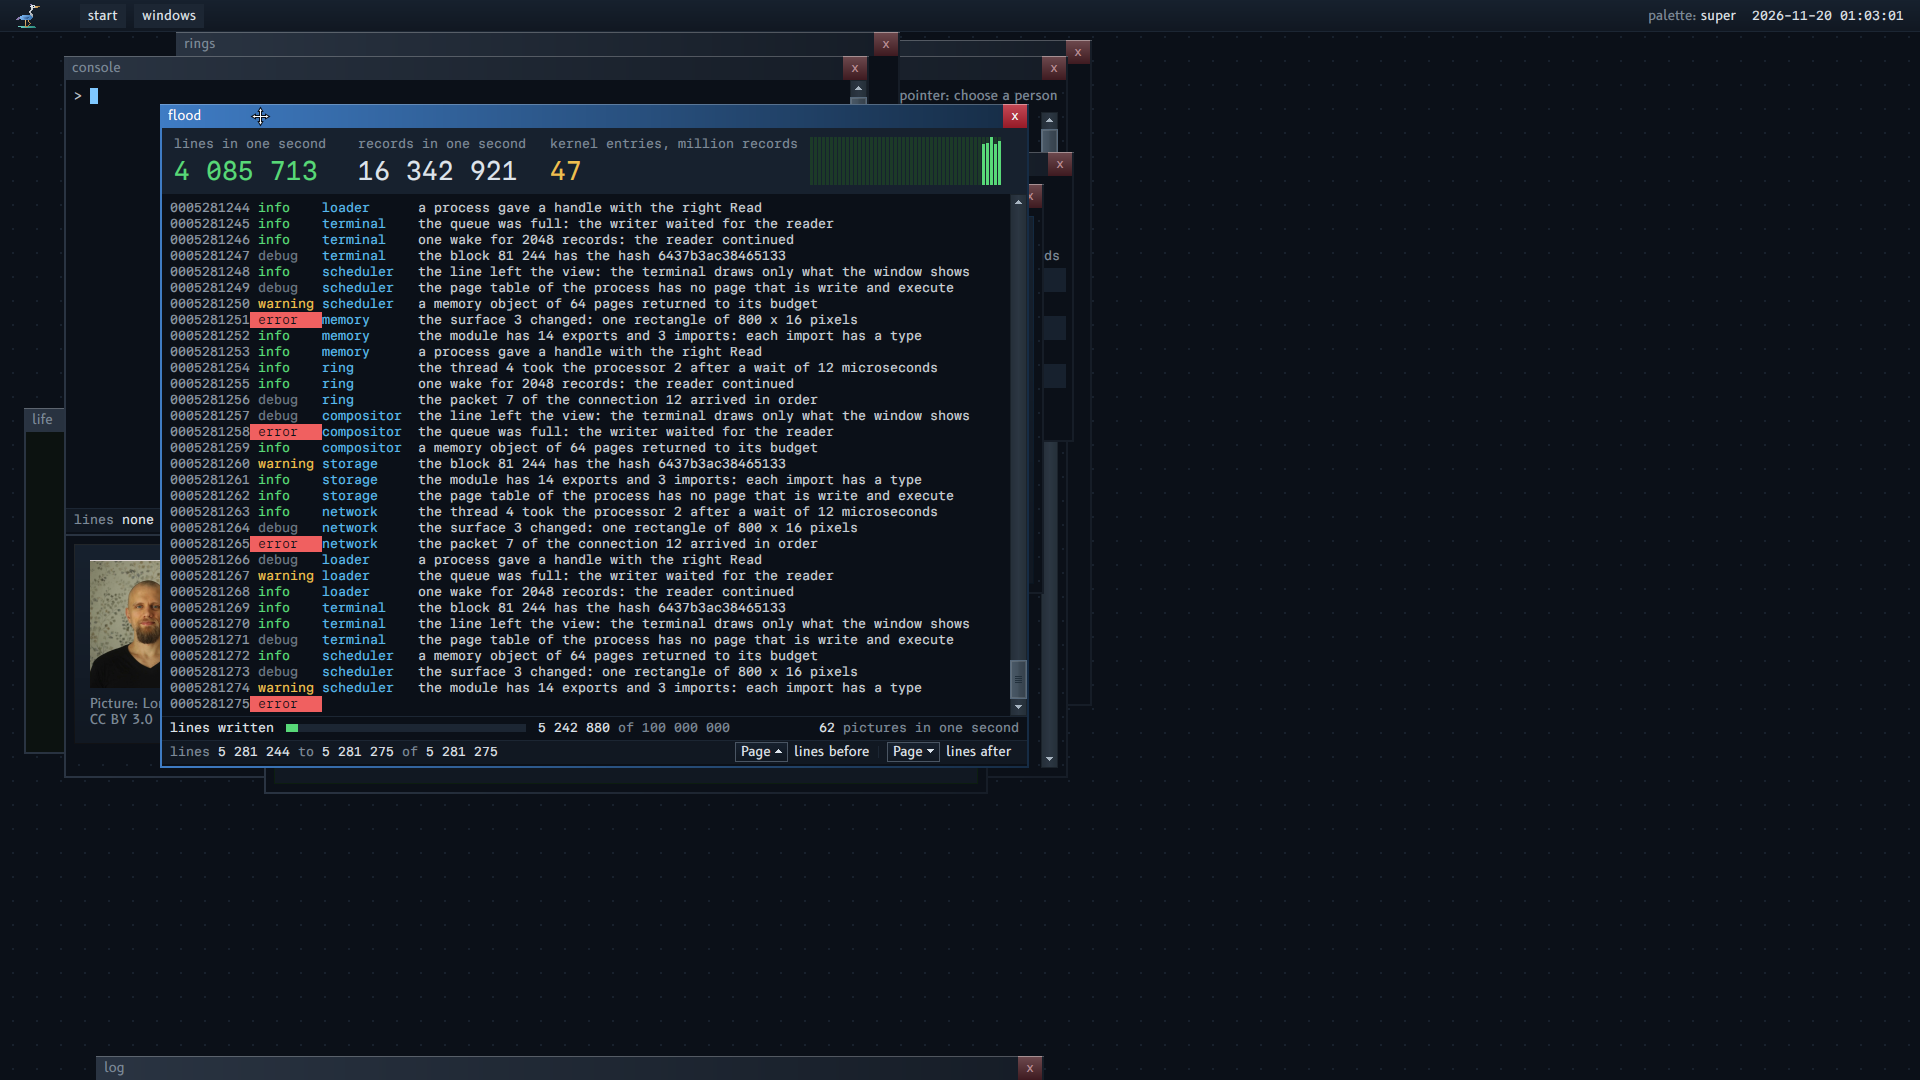 start windows palette: super 2026-11-20 01:03:01
rings x
x
console x
x
> pointer: choose a person
flood x
lines in one second records in one second kernel entries, million records
4 085 713 16 342 921 47
x
x
ds
0005281244 info loader a process gave a handle with the right Read
0005281245 info terminal the queue was full: the writer waited for the reader
0005281246 info terminal one wake for 2048 records: the reader continued
0005281247 debug terminal the block 81 244 has the hash 6437b3ac38465133
0005281248 info scheduler the line left the view: the terminal draws only what the window shows
0005281249 debug scheduler the page table of the process has no page that is write and execute
0005281250 warning scheduler a memory object of 64 pages returned to its budget
0005281251 error memory the surface 3 changed: one rectangle of 800 x 16 pixels
0005281252 info memory the module has 14 exports and 3 imports: each import has a type
0005281253 info memory a process gave a handle with the right Read
0005281254 info ring the thread 4 took the processor 2 after a wait of 12 microseconds
0005281255 info ring one wake for 2048 records: the reader continued
0005281256 debug ring the packet 7 of the connection 12 arrived in order
0005281257 debug compositor the line left the view: the terminal draws only what the window shows
0005281258 error compositor the queue was full: the writer waited for the reader
0005281259 info compositor a memory object of 64 pages returned to its budget
0005281260 warning storage the block 81 244 has the hash 6437b3ac38465133
0005281261 info storage the module has 14 exports and 3 imports: each import has a type
0005281262 info storage the page table of the process has no page that is write and execute
0005281263 info network the thread 4 took the processor 2 after a wait of 12 microseconds
0005281264 debug network the surface 3 changed: one rectangle of 800 x 16 pixels
0005281265 error network the packet 7 of the connection 12 arrived in order
0005281266 debug loader a process gave a handle with the right Read
0005281267 warning loader the queue was full: the writer waited for the reader
0005281268 info loader one wake for 2048 records: the reader continued
0005281269 info terminal the block 81 244 has the hash 6437b3ac38465133
0005281270 info terminal the line left the view: the terminal draws only what the window shows
0005281271 debug terminal the page table of the process has no page that is write and execute
0005281272 info scheduler a memory object of 64 pages returned to its budget
0005281273 debug scheduler the surface 3 changed: one rectangle of 800 x 16 pixels
0005281274 warning scheduler the module has 14 exports and 3 imports: each import has a type
0005281275 error
lines written 5 242 880 of 100 000 000 62 pictures in one second
lines 5 281 244 to 5 281 275 of 5 281 275 Page lines before Page lines after
life
lines none
Picture: Lo
CC BY 3.0
log x